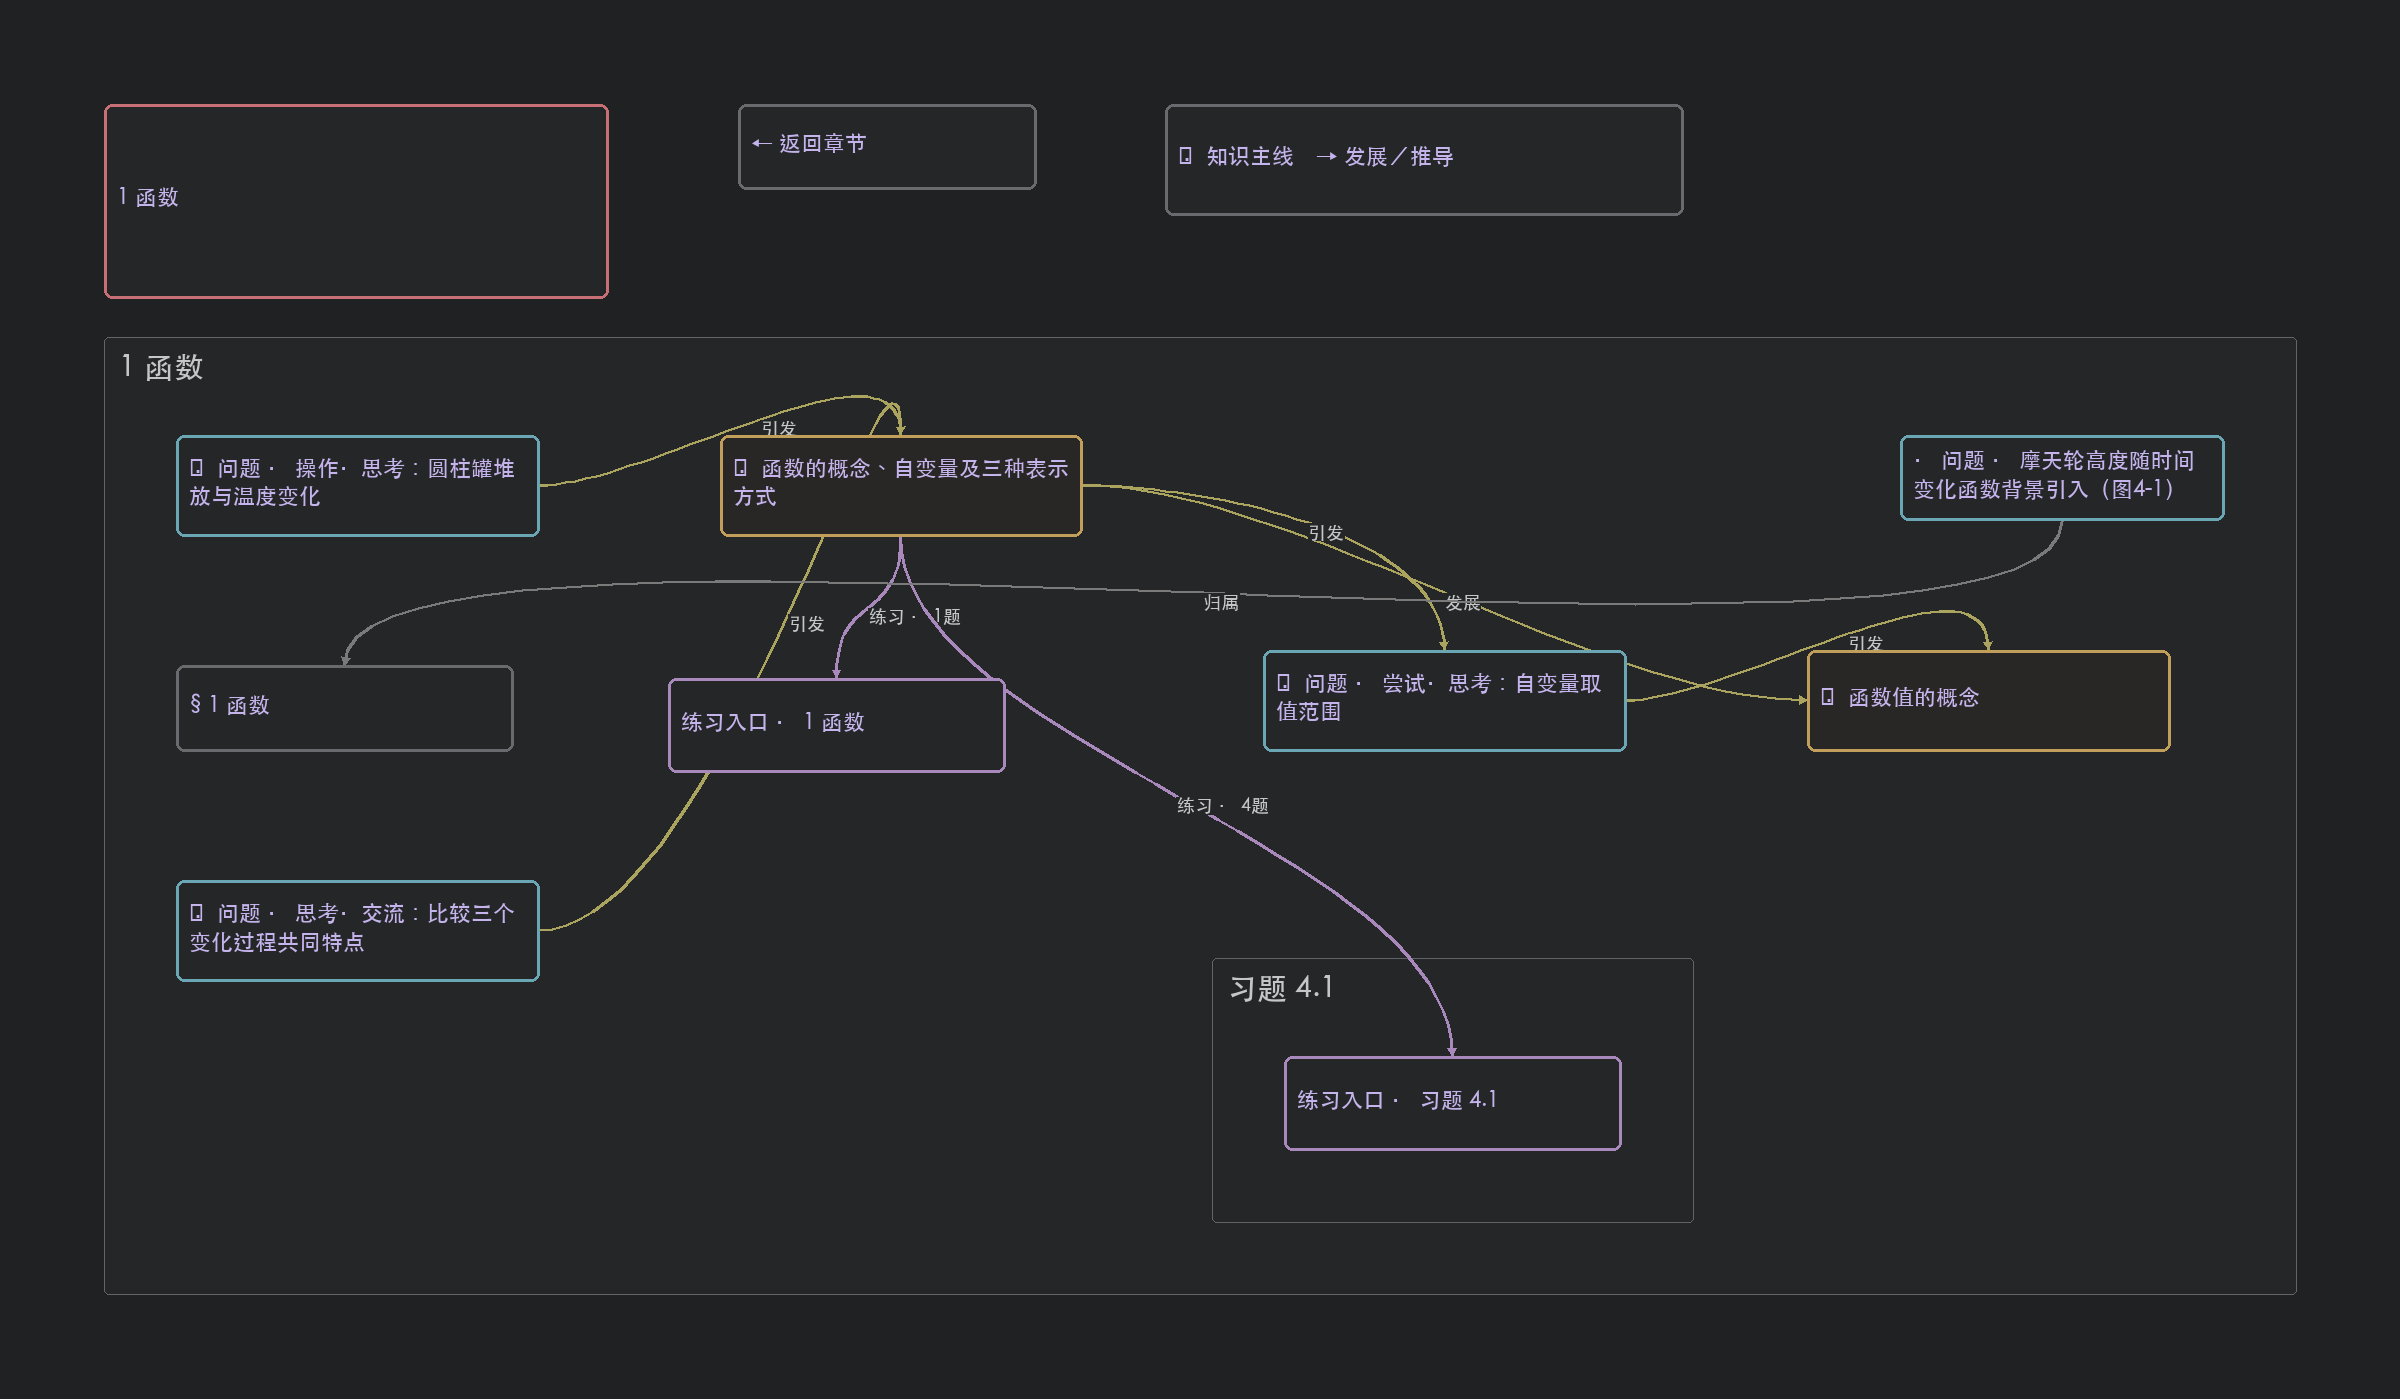 1 函数
← 返回章节
知识主线 → 发展／推导
1 函数
引发
问题 · 操作· 思考：圆柱罐堆
放与温度变化
函数的概念、自变量及三种表示
方式
· 问题 · 摩天轮高度随时间
变化函数背景引入（图4-1）
引发
归属
发展
引发
练习 · 1题
引发
§ 1 函数
练习入口 · 1 函数
问题 · 尝试· 思考：自变量取
值范围
函数值的概念
练习 · 4题
问题 · 思考· 交流：比较三个
变化过程共同特点
习题 4.1
练习入口 · 习题 4.1